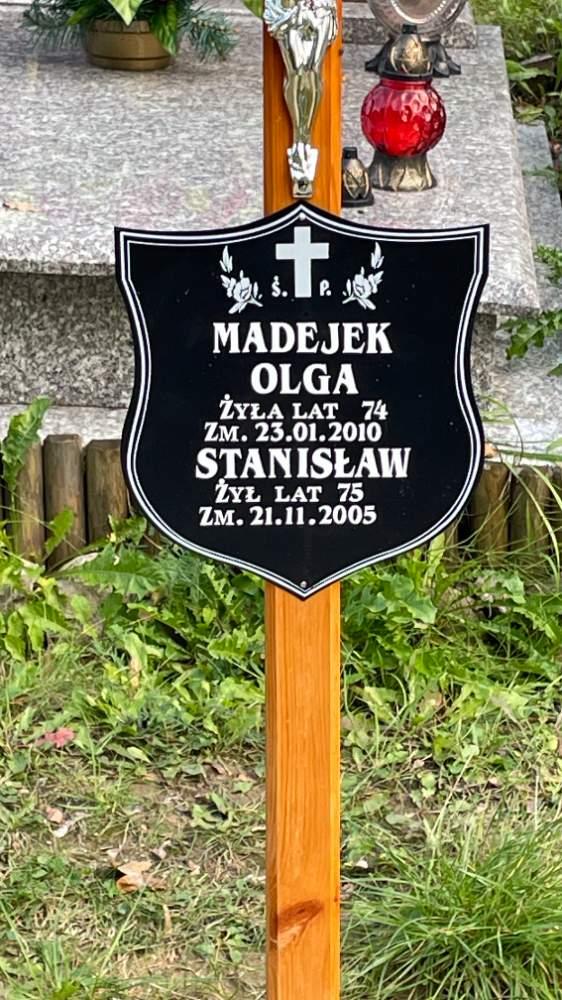 Ś. P.
MADEJEK
OLGA
ŻYŁA LAT 74
ZM. 23.01.2010
STANISŁAW
ŻYŁ LAT 75
ZM. 21.11.2005